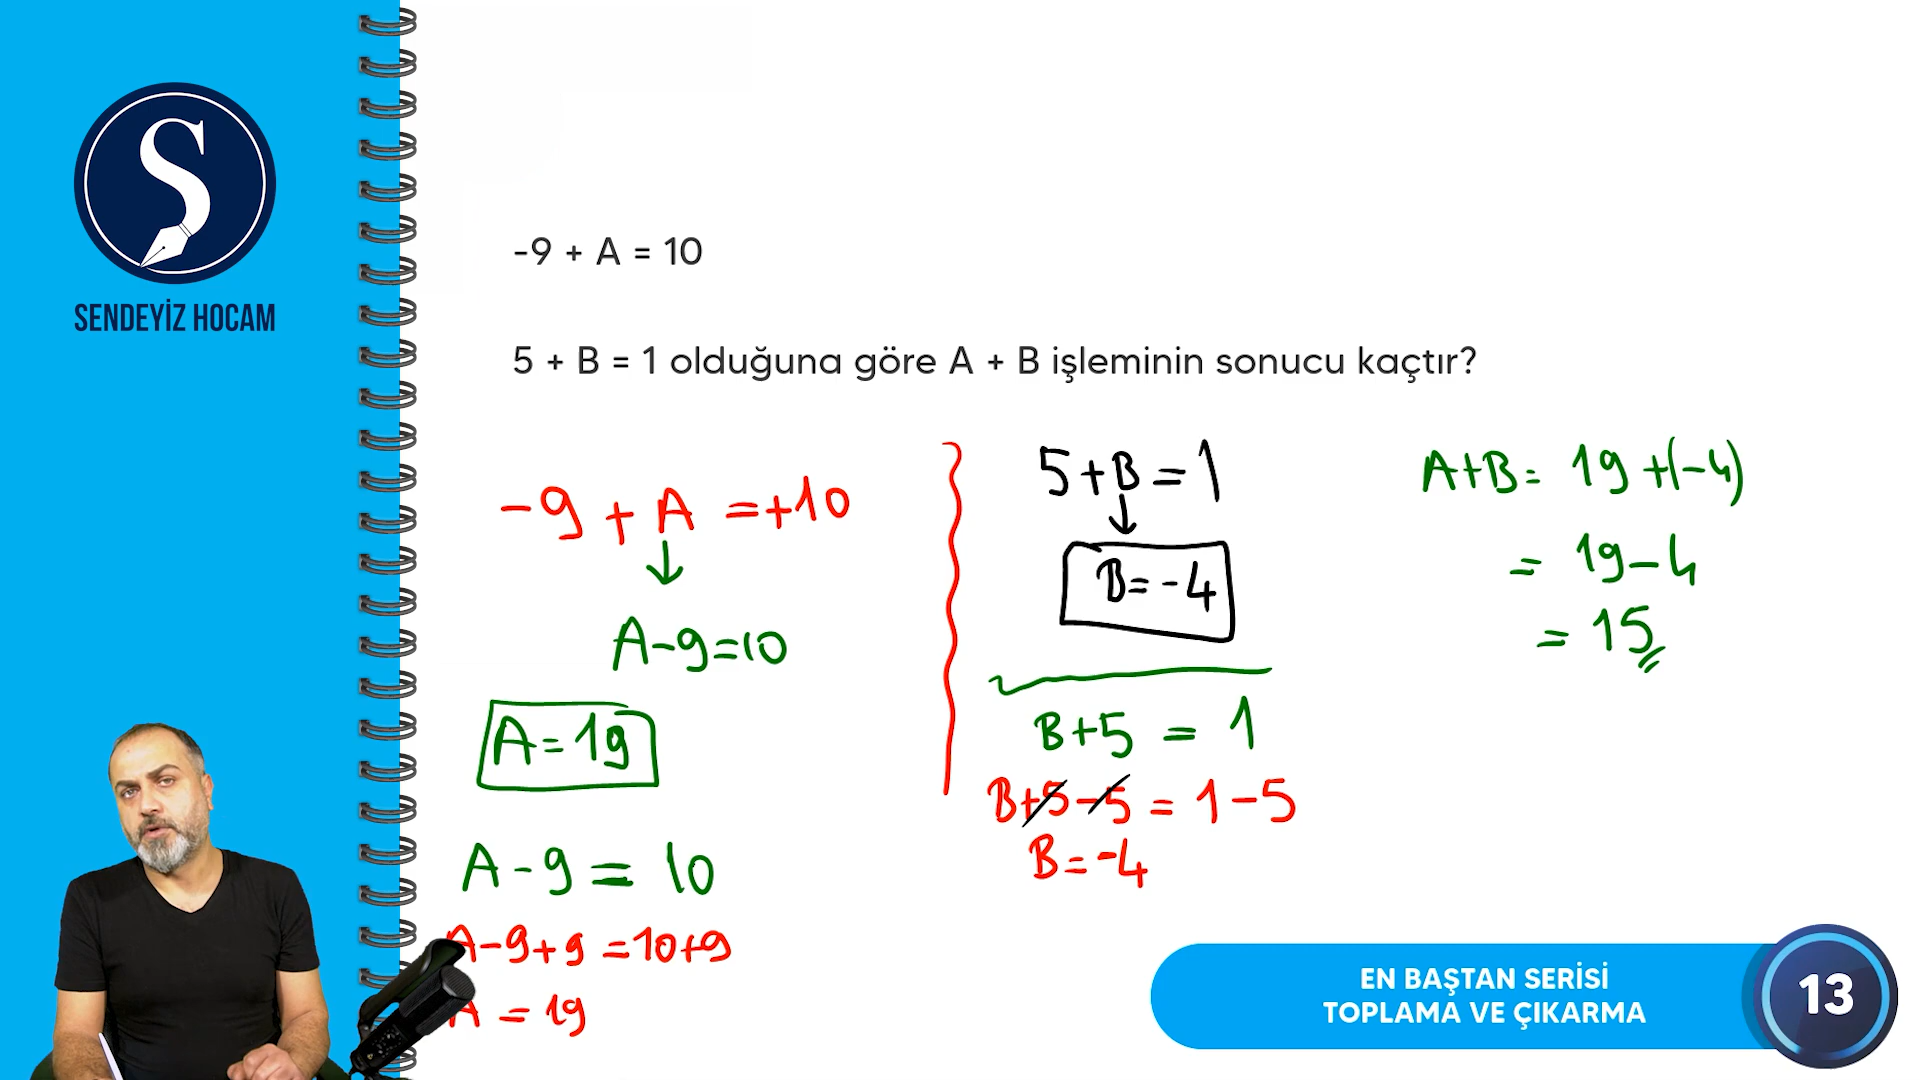 S
SENDEYİZ HOCAM
-9 + A = 10
5 + B = 1 olduğuna göre A + B işleminin sonucu kaçtır?
-9 + A = +10
A-9=10
A=19
A-9 = 10
A-9+9 =10+9
A = 19
5+B=1
B=-4
B+5 = 1
B+5-5 = 1-5
B=-4
A+B= 19+(-4)
= 19-4
= 15
EN BAŞTAN SERİSİ
TOPLAMA VE ÇIKARMA
13